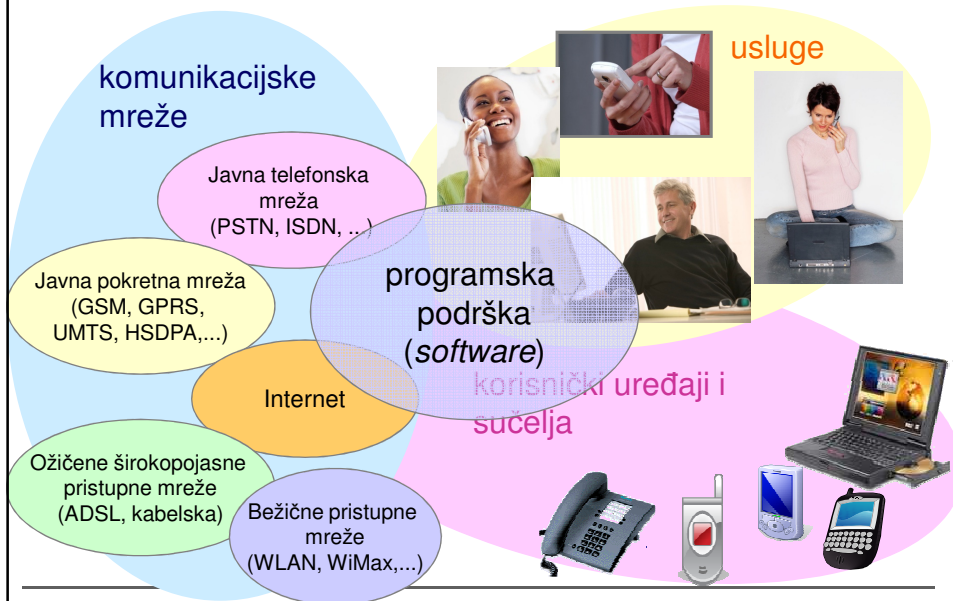 komunikacijske
mreže
Javna telefonska
mreža
(PSTN, ISDN, ...)
Javna pokretna mreža
(GSM, GPRS,
UMTS, HSDPA,...)
Internet
Ožičene širokopojasne
pristupne mreže
(ADSL, kabelska)
Bežične pristupne
mreže
(WLAN, WiMax,...)
programska
podrška
(software)
usluge
korisnički uređaji i
sučelja